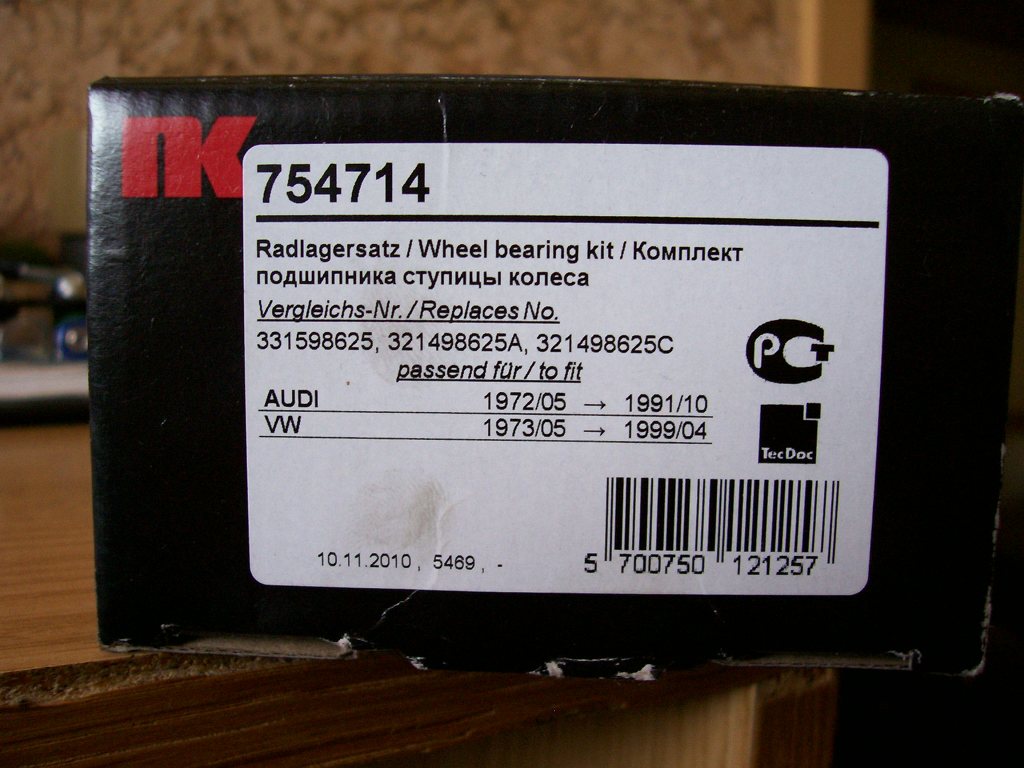 NK
754714
Radlagersatz / Wheel bearing kit / Комплект
подшипника ступицы колеса
Vergleichs-Nr. / Replaces No.
331598625, 321498625A, 321498625C
passend für / to fit
AUDI 1972/05 → 1991/10
VW 1973/05 → 1999/04
РСТ
TecDoc
10.11.2010 , 5469 , -
5 700750 121257